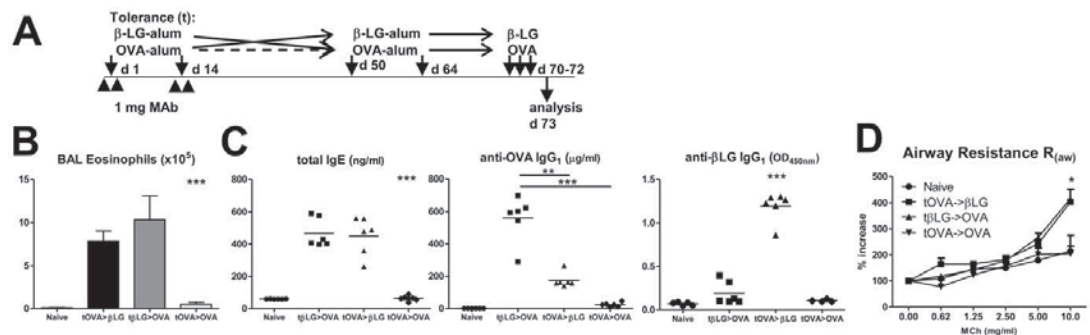 A
Tolerance (t):
β-LG-alum
OVA-alum
β-LG-alum
OVA-alum
β-LG
OVA
d 1
d 14
d 50
d 64
d 70-72
1 mg MAb
analysis
d 73
B
BAL Eosinophils (x10⁵)
15
10
5
0
***
Naive
tOVA>βLG
tβLG>OVA
tOVA>OVA
C
total IgE (ng/ml)
800
600
400
200
0
***
Naive
tβLG>OVA
tOVA>βLG
tOVA>OVA
anti-OVA IgG₁ (μg/ml)
800
600
400
200
0
**
***
Naive
tβLG>OVA
tOVA>βLG
tOVA>OVA
anti-βLG IgG₁ (OD450nm)
1.5
1.0
0.5
0.0
***
Naive
tβLG>OVA
tOVA>βLG
tOVA>OVA
D
Airway Resistance R(aw)
% increase
500
400
300
200
100
0
Naive
tOVA->βLG
tβLG->OVA
tOVA->OVA
*
0.00
0.62
1.25
2.50
5.00
10.0
MCh (mg/ml)